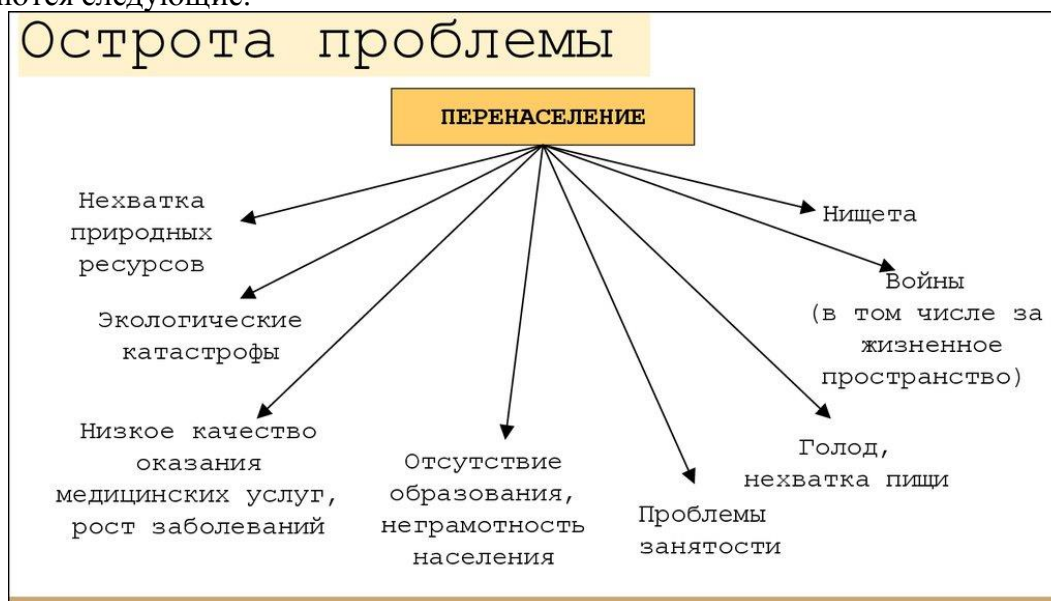 следующие:
Острота проблемы
ПЕРЕНАСЕЛЕНИЕ
Нехватка
природных
ресурсов
Экологические
катастрофы
Низкое качество
оказания
медицинских услуг,
рост заболеваний
Отсутствие
образования,
неграмотность
населения
Проблемы
занятости
Голод,
нехватка пищи
Войны
(в том числе за
жизненное
пространство)
Нищета